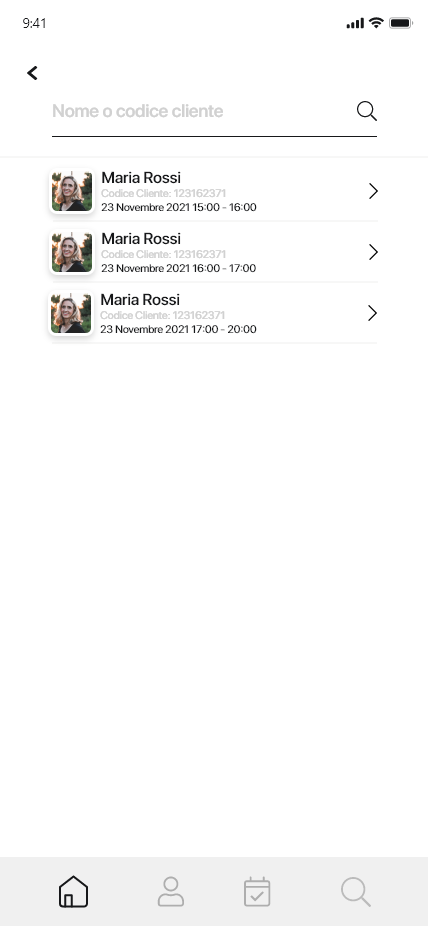 9:41
Nome o codice cliente
Maria Rossi
Codice Cliente: 123162371
23 Novembre 2021 15:00 - 16:00
Maria Rossi
Codice Cliente: 123162371
23 Novembre 2021 16:00 - 17:00
Maria Rossi
Codice Cliente: 123162371
23 Novembre 2021 17:00 - 20:00